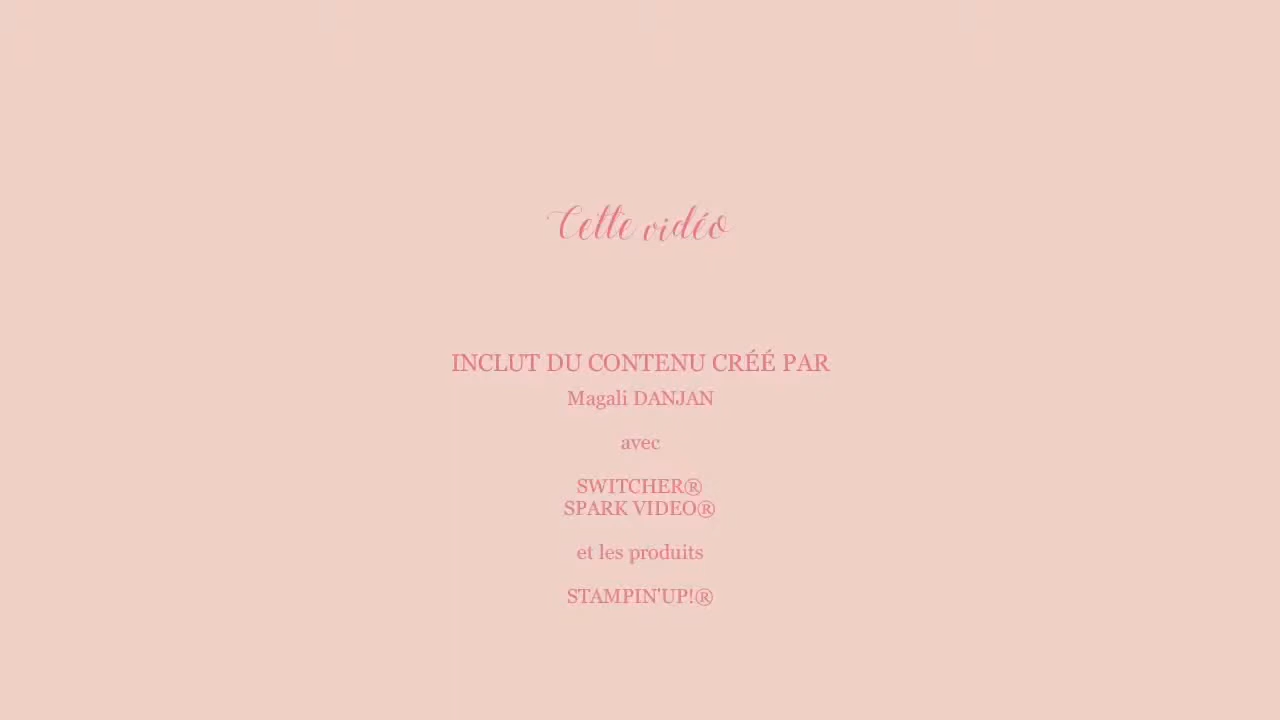 Cette vidéo
INCLUT DU CONTENU CRÉÉ PAR
Magali DANJAN
avec
SWITCHER®
SPARK VIDEO®
et les produits
STAMPIN'UP!®